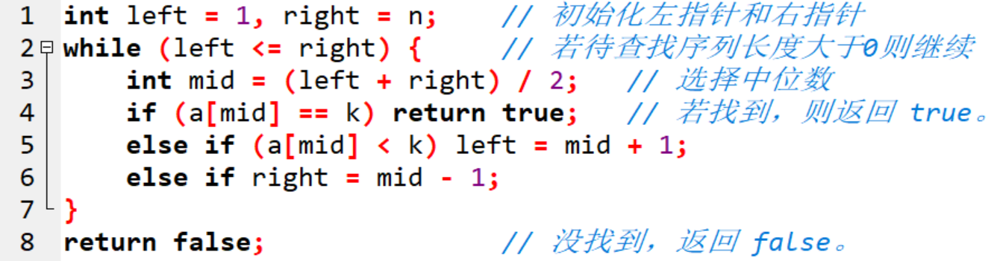 1 int left = 1, right = n; // 初始化左指针和右指针
2 while (left <= right) { // 若待查找序列长度大于0则继续
3 int mid = (left + right) / 2; // 选择中位数
4 if (a[mid] == k) return true; // 若找到，则返回 true。
5 else if (a[mid] < k) left = mid + 1;
6 else if right = mid - 1;
7 }
8 return false; // 没找到，返回 false。